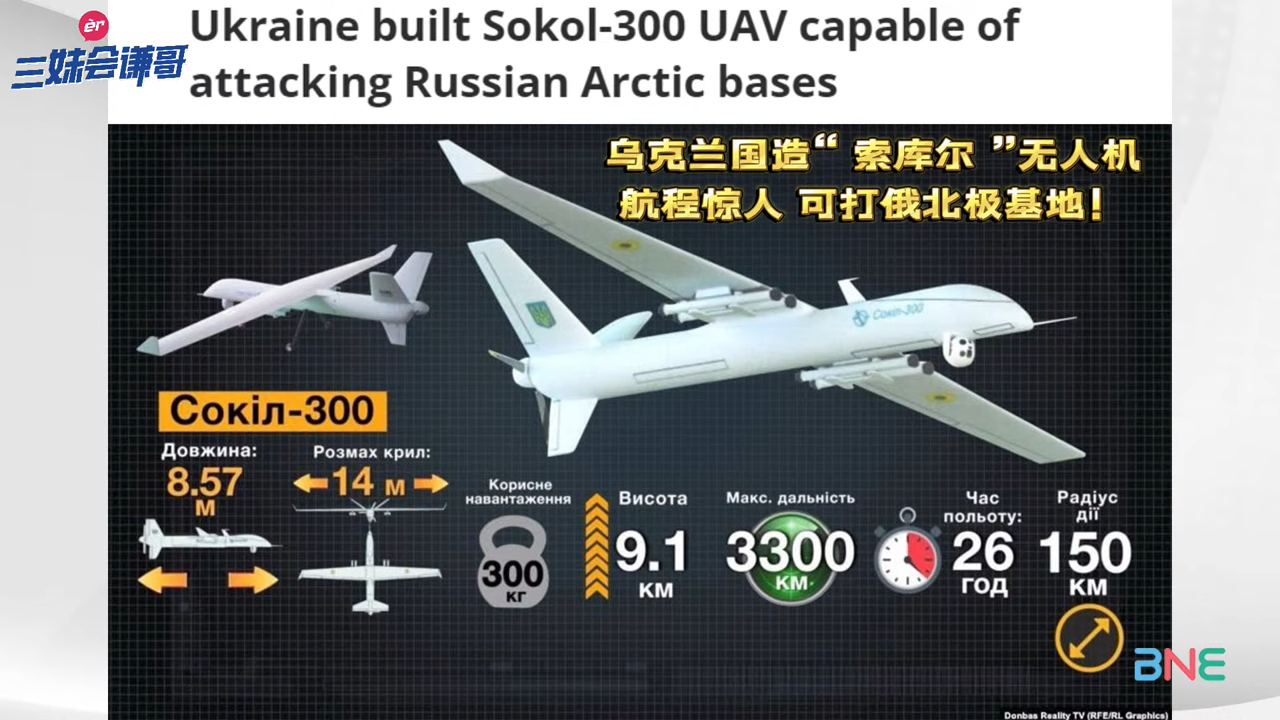 Ukraine built Sokol-300 UAV capable of
attacking Russian Arctic bases
èr
三妹会谦哥
乌克兰国造“索库尔”无人机
航程惊人 可打俄北极基地！
Сокіл-300
Сокіл-300
Довжина:
8.57
м
Розмах крил:
14 м
Корисне
навантаження
300
кг
Висота
9.1
км
Макс. дальність
3300
км
Час
польоту:
26
год
Радіус
дії
150
км
BNE
Donbas Reality TV (RFE/RL Graphics)